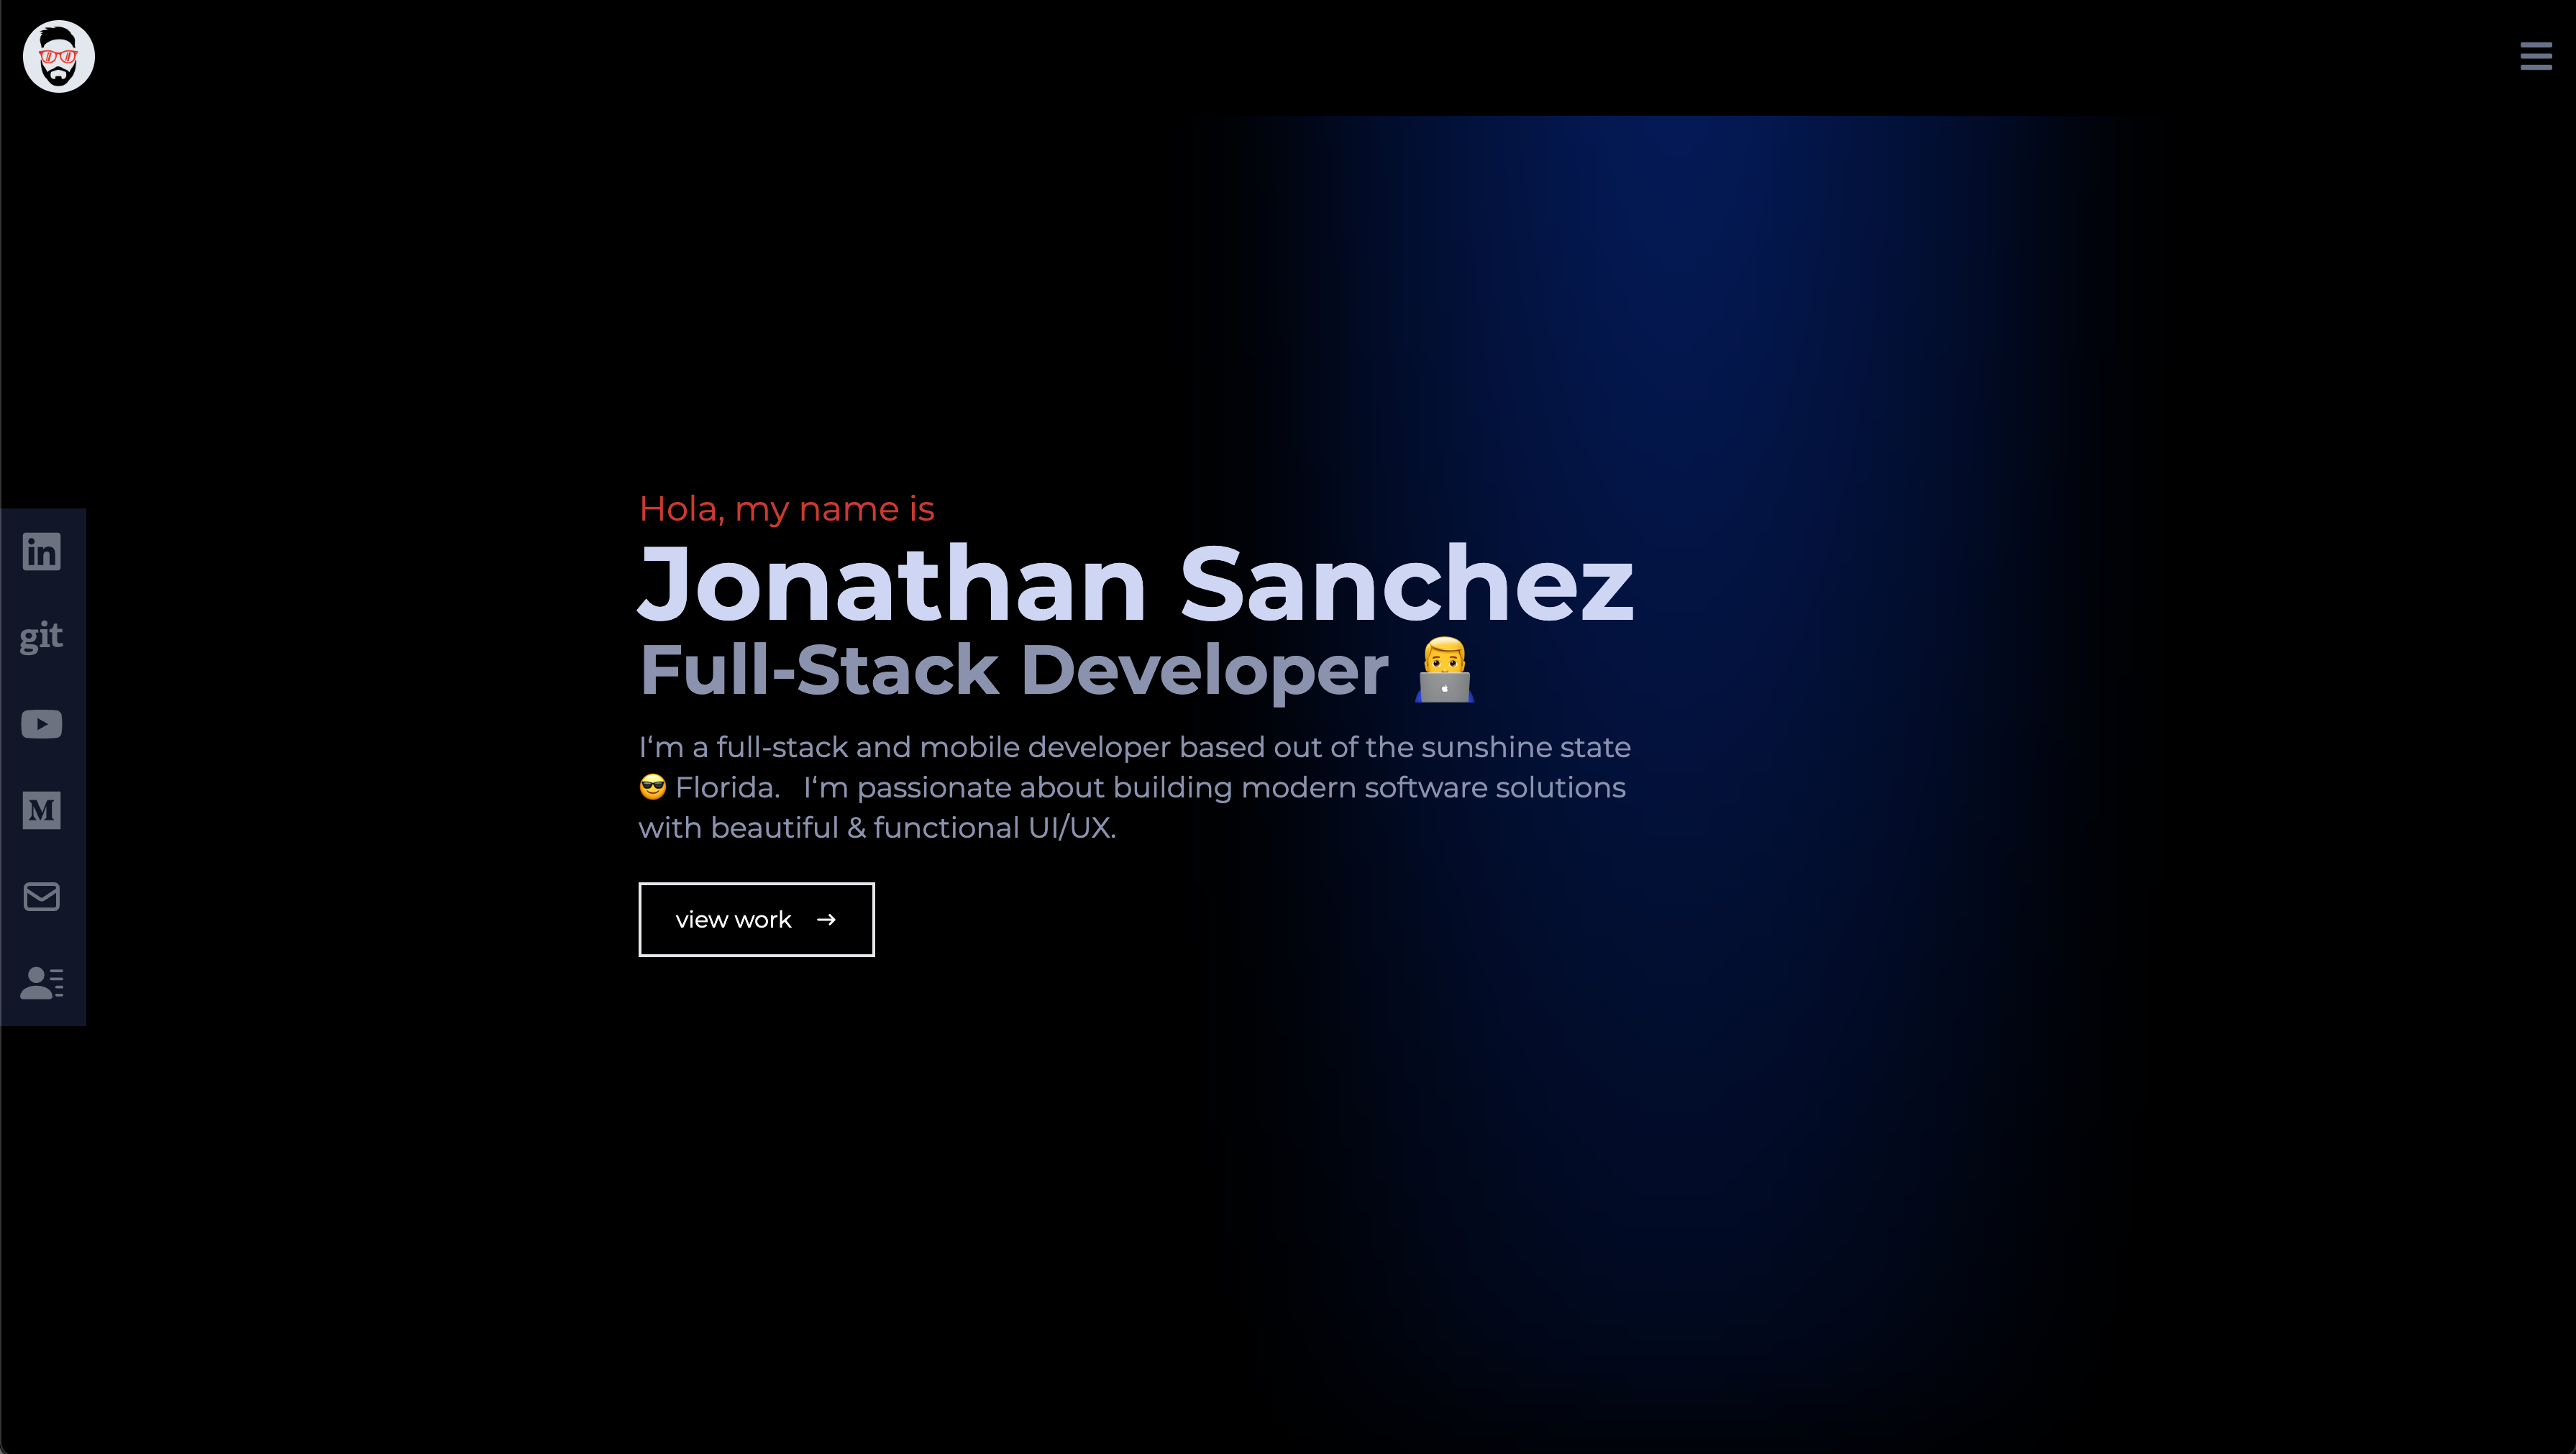 Hola, my name is
Jonathan Sanchez
Full-Stack Developer 👨‍💻
I‘m a full-stack and mobile developer based out of the sunshine state
😎 Florida.   I‘m passionate about building modern software solutions
with beautiful & functional UI/UX.
view work →
in
git
M